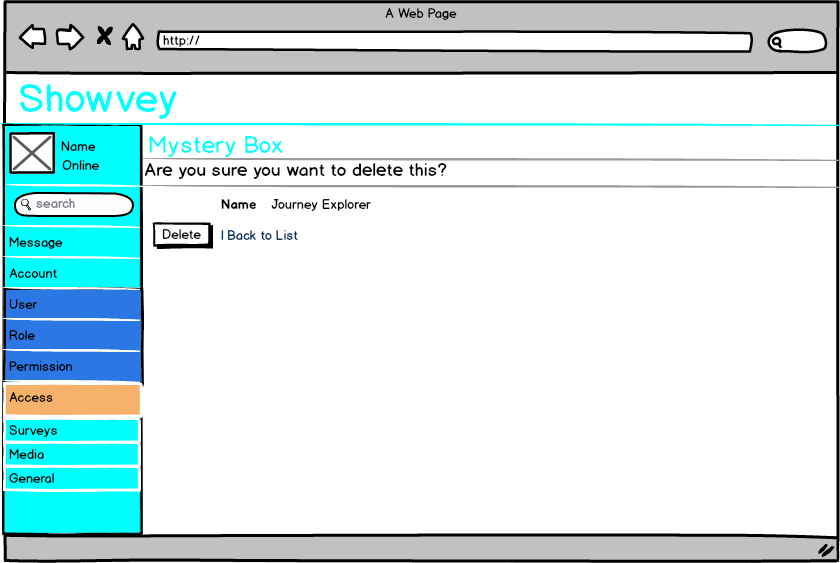 A Web Page
http://
Showvey
Name
Online
search
Message
Account
User
Role
Permission
Access
Surveys
Media
General
Mystery Box
Are you sure you want to delete this?
Name Journey Explorer
Delete | Back to List